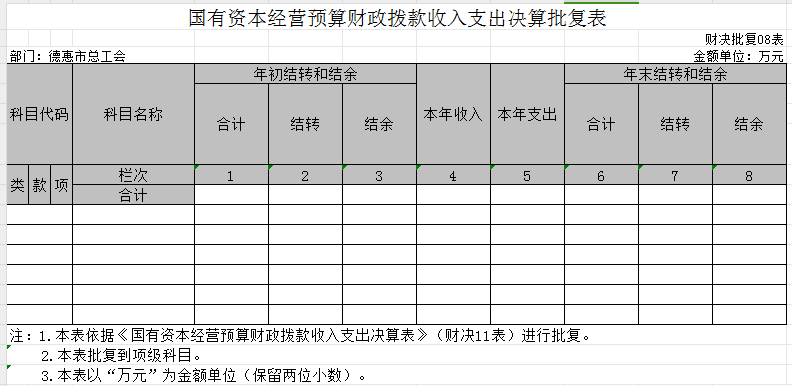 国有资本经营预算财政拨款收入支出决算批复表
财决批复08表
部门：德惠市总工会 金额单位：万元
科目代码 科目名称 年初结转和结余 本年收入 本年支出 年末结转和结余
合计 结转 结余 合计 结转 结余
类 款 项 栏次 1 2 3 4 5 6 7 8
合计
注：1.本表依据《国有资本经营预算财政拨款收入支出决算表》（财决11表）进行批复。
2.本表批复到项级科目。
3.本表以“万元”为金额单位（保留两位小数）。